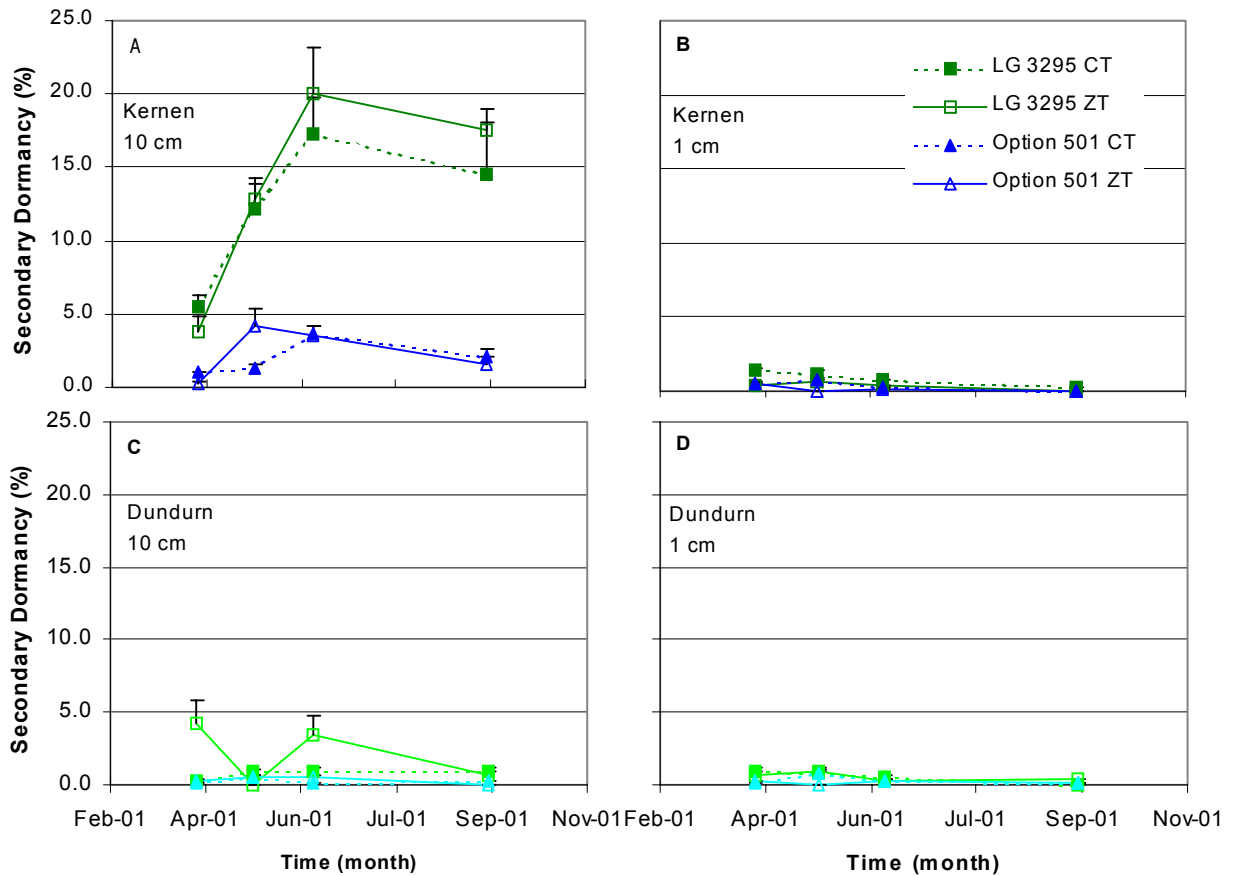 25.0
20.0
15.0
10.0
5.0
0.0
Secondary Dormancy (%)
A
Kernen
10 cm
B
Kernen
1 cm
LG 3295 CT
LG 3295 ZT
Option 501 CT
Option 501 ZT
25.0
20.0
15.0
10.0
5.0
0.0
Secondary Dormancy (%)
C
Dundurn
10 cm
D
Dundurn
1 cm
Feb-01 Apr-01 Jun-01 Jul-01 Sep-01 Nov-01
Feb-01 Apr-01 Jun-01 Jul-01 Sep-01 Nov-01
Time (month)
Time (month)